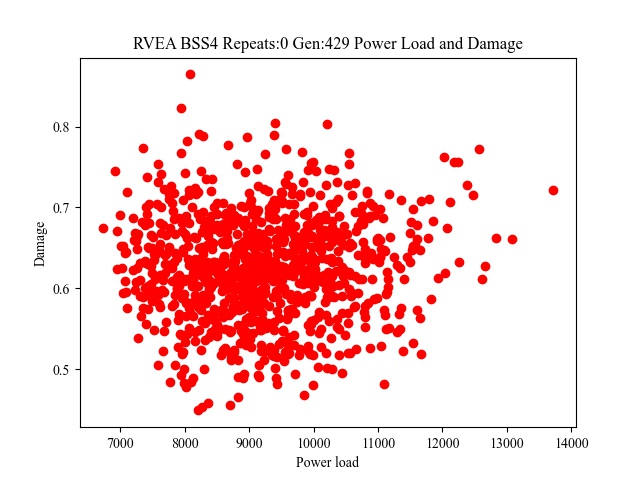 RVEA BSS4 Repeats:0 Gen:429 Power Load and Damage
0.8
0.7
0.6
0.5
Damage
7000 8000 9000 10000 11000 12000 13000 14000
Power load